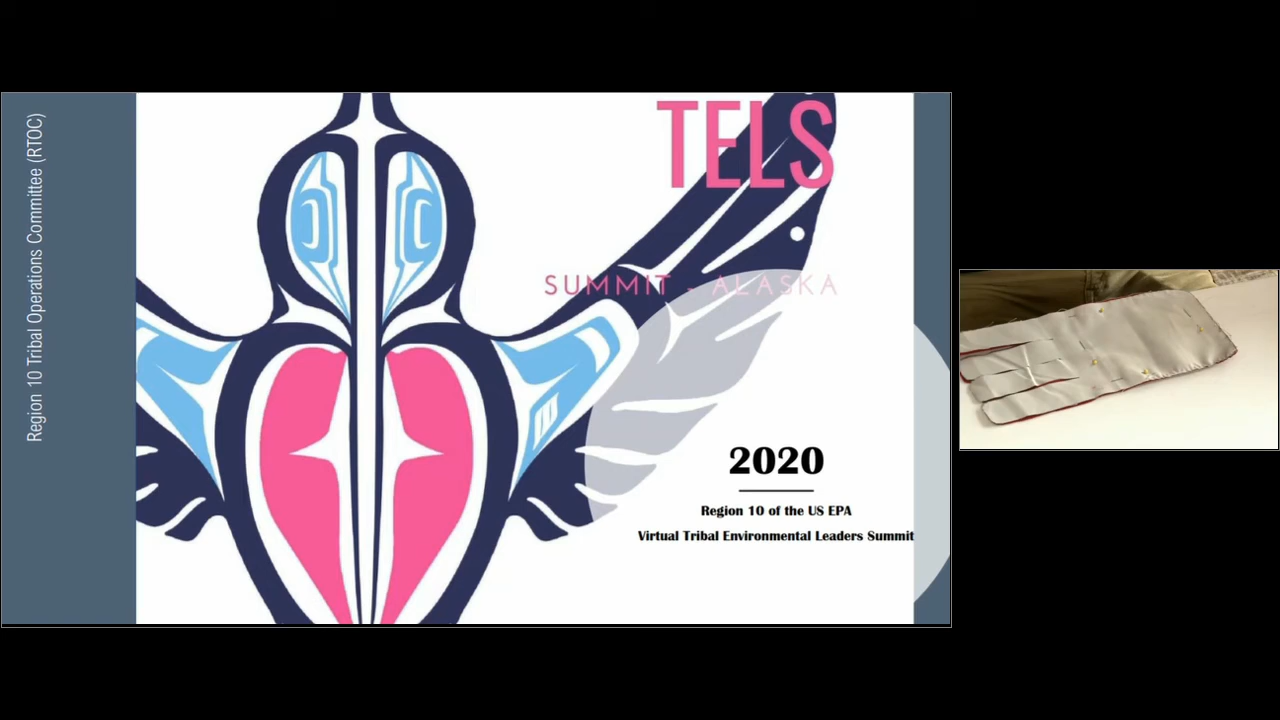 Region 10 Tribal Operations Committee (RTOC)
TELS
SUMMIT - ALASKA
2020
Region 10 of the US EPA
Virtual Tribal Environmental Leaders Summit